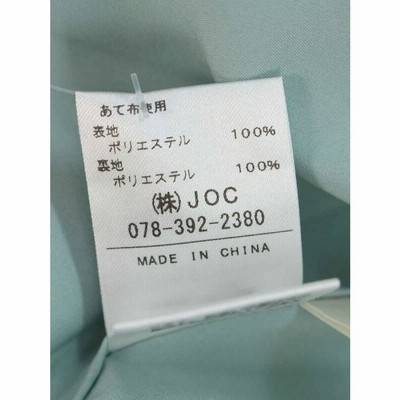 あて布使用
表地
ポリエステル 100%
裏地
ポリエステル 100%
(株)JOC
078-392-2380
MADE IN CHINA